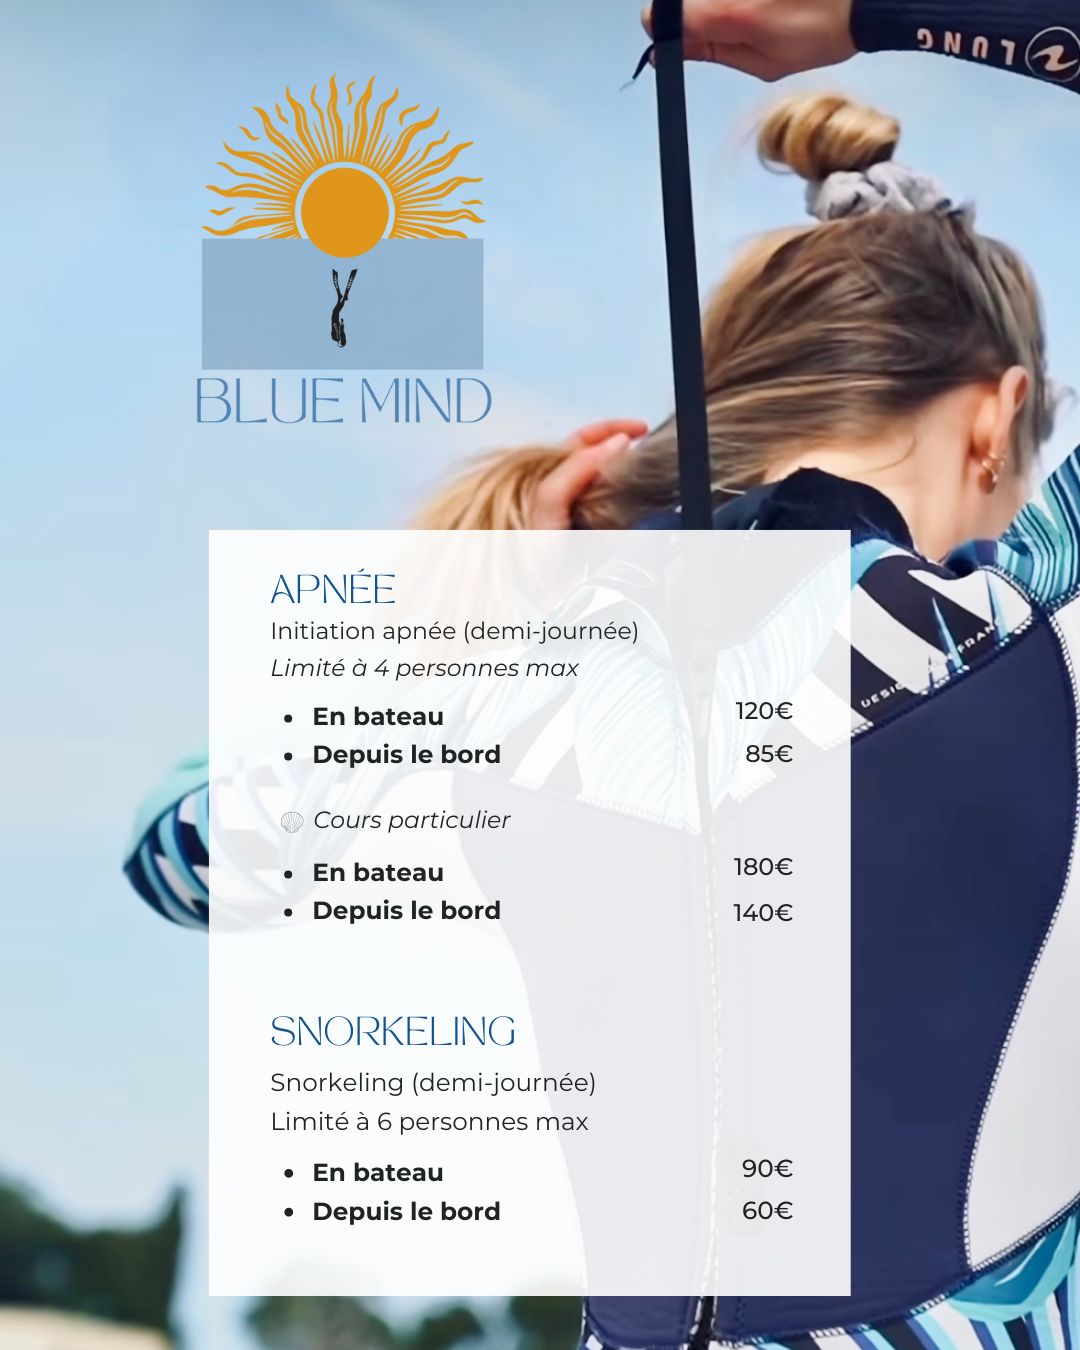 LUNG
BLUE MIND
APNÉE
Initiation apnée (demi-journée)
Limité à 4 personnes max
• En bateau 120€
• Depuis le bord 85€
Cours particulier
• En bateau 180€
• Depuis le bord 140€
SNORKELING
Snorkeling (demi-journée)
Limité à 6 personnes max
• En bateau 90€
• Depuis le bord 60€